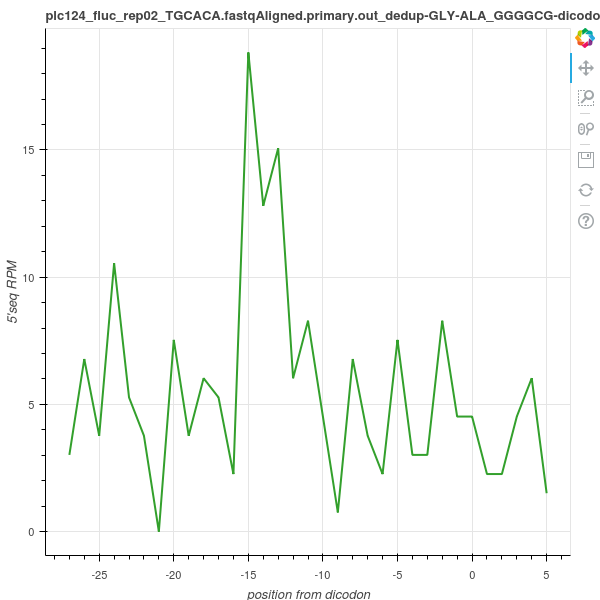 plc124_fluc_rep02_TGCACA.fastqAligned.primary.out_dedup-GLY-ALA_GGGGCG-dicodo
15
10
5
0
5'seq RPM
-25 -20 -15 -10 -5 0 5
position from dicodon